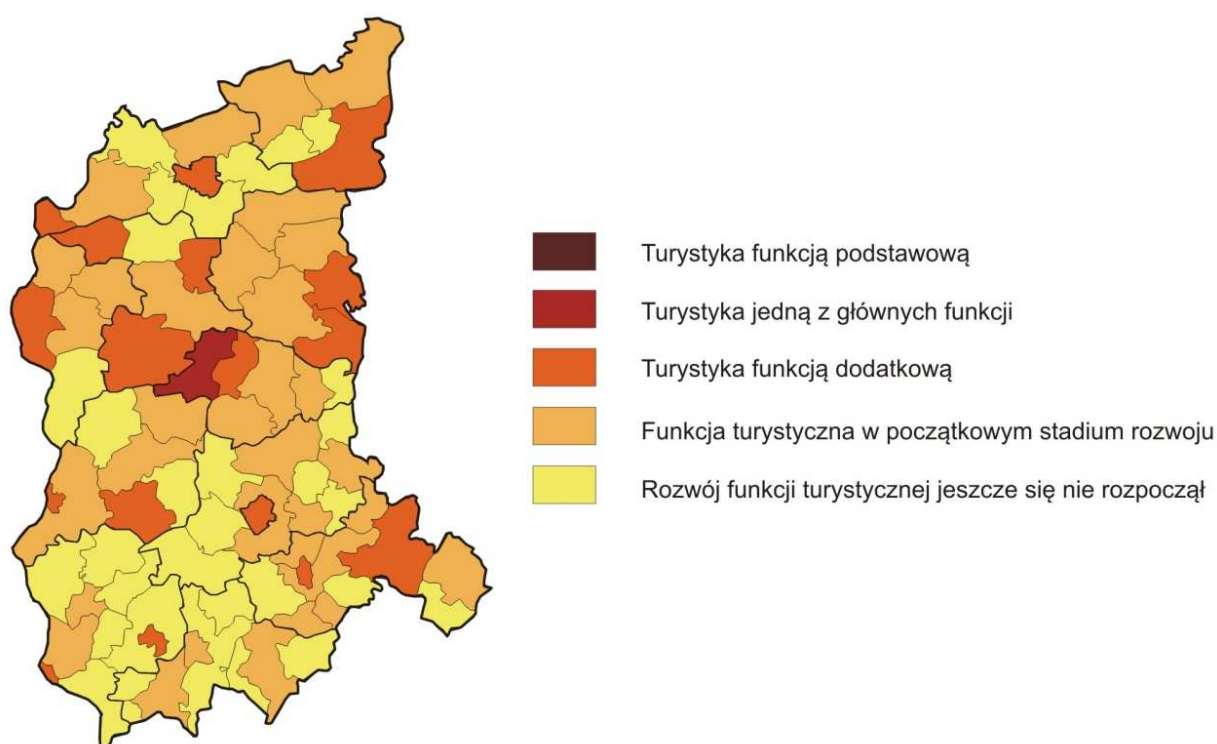 Turystyka funkcją podstawową
Turystyka jedną z głównych funkcji
Turystyka funkcją dodatkową
Funkcja turystyczna w początkowym stadium rozwoju
Rozwój funkcji turystycznej jeszcze się nie rozpoczął